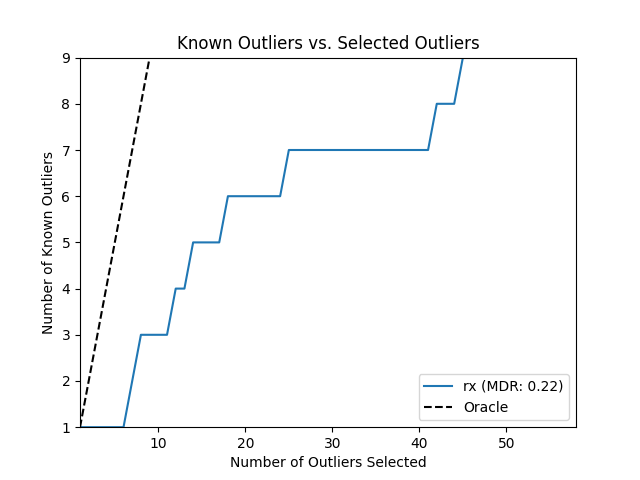 Known Outliers vs. Selected Outliers
Number of Known Outliers
9
8
7
6
5
4
3
2
1
10
20
30
40
50
Number of Outliers Selected
rx (MDR: 0.22)
Oracle